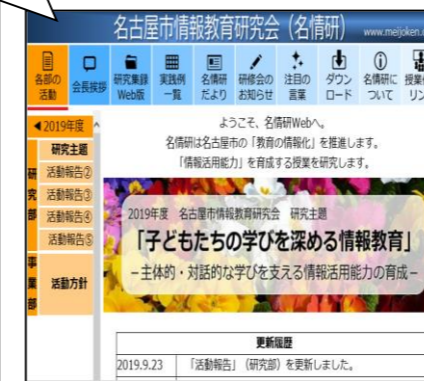 名古屋市情報教育研究会（名情研） www.meijoken.
各部の活動
会長挨拶
研究集録Web版
実践例一覧
名情研だより
研修会のお知らせ
注目の言葉
ダウンロード
名情研について
◀2019年度
研究部
研究主題
活動報告②
活動報告③
活動報告④
活動報告⑤
事業部
活動方針
ようこそ、名情研Webへ。
名情研は名古屋市の「教育の情報化」を推進します。
「情報活用能力」を育成する授業を研究します。
2019年度 名古屋市情報教育研究会 研究主題
「子どもたちの学びを深める情報教育」
－主体的・対話的な学びを支える情報活用能力の育成－
更新履歴
2019.9.23 「活動報告」（研究部）を更新しました。